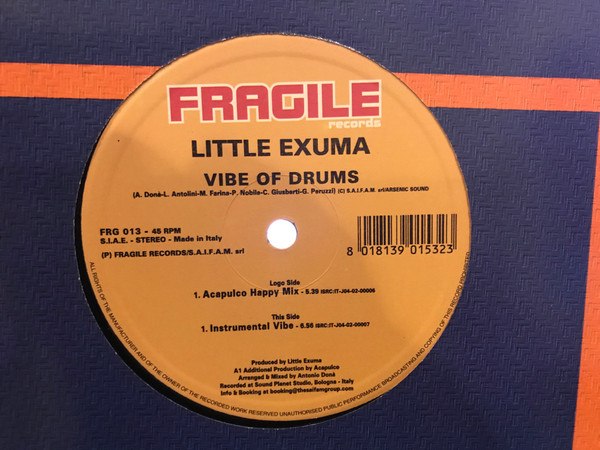 FRAGILE
records
LITTLE EXUMA
VIBE OF DRUMS
(A. Donà-L. Antolini-M. Farina-P. Nobile-C. Giusberti-G. Peruzzi) (C) S.A.I.F.A.M. srl/ARSENIC SOUND
FRG 013 - 45 RPM
S.I.A.E. - STEREO - Made in Italy
(P) FRAGILE RECORDS/S.A.I.F.A.M. srl
8 018139 015323
Logo Side
1. Acapulco Happy Mix - 5.39 ISRC:IT-J04-02-00006
This Side
1. Instrumental Vibe - 6.56 ISRC:IT-J04-02-00007
Produced by Little Exuma
A1 Additional Production by Acapulco
Arranged & Mixed by Antonio Donà
Recorded at Sound Planet Studio, Bologna - Italy
Info & Booking at booking@thesaifamgroup.com
ALL RIGHTS OF THE MANUFACTURER AND OF THE OWNER OF THE RECORDED WORK RESERVED UNAUTHORISED PUBLIC PERFORMANCE BROADCASTING AND COPYING OF THIS RECORD PROHIBITED